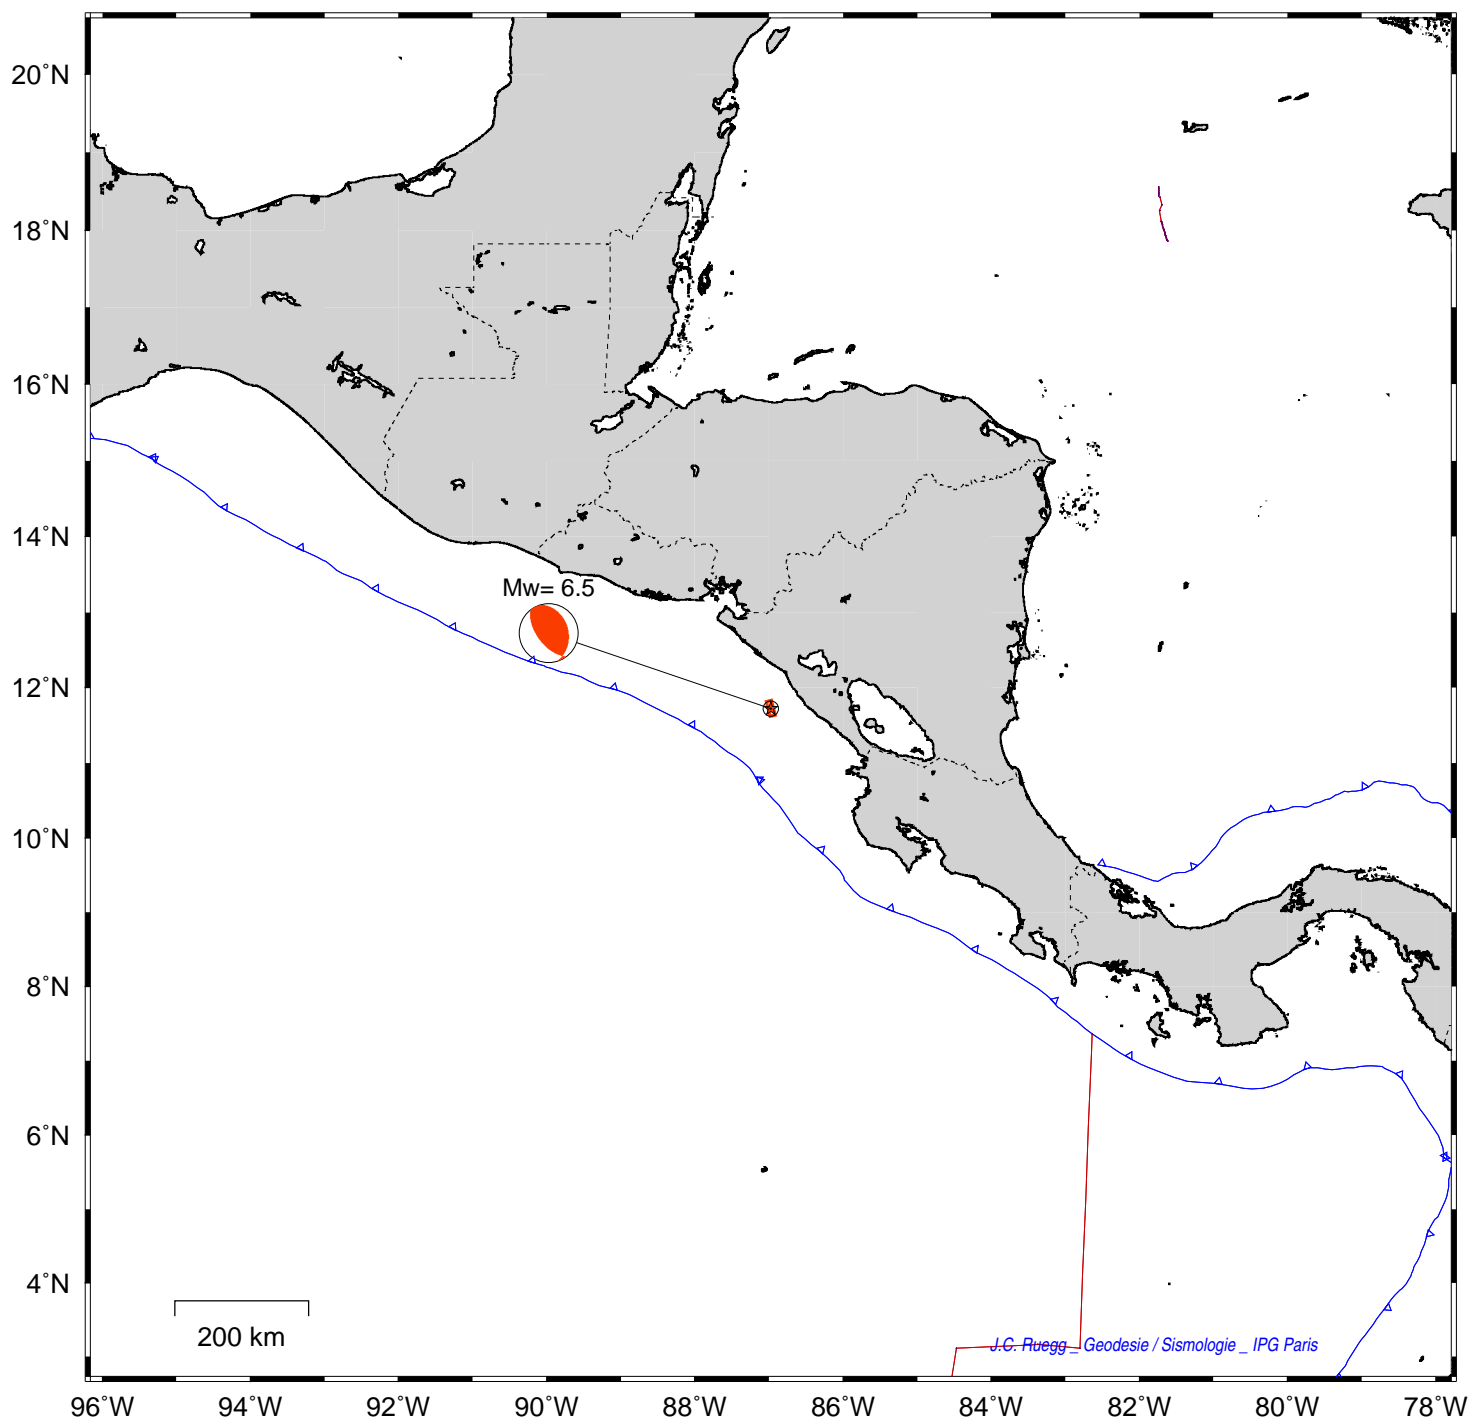 20°N
18°N
16°N
14°N
Mw= 6.5
12°N
10°N
8°N
6°N
4°N
200 km
J.C. Ruegg _ Geodesie / Sismologie _ IPG Paris
96°W 94°W 92°W 90°W 88°W 86°W 84°W 82°W 80°W 78°W